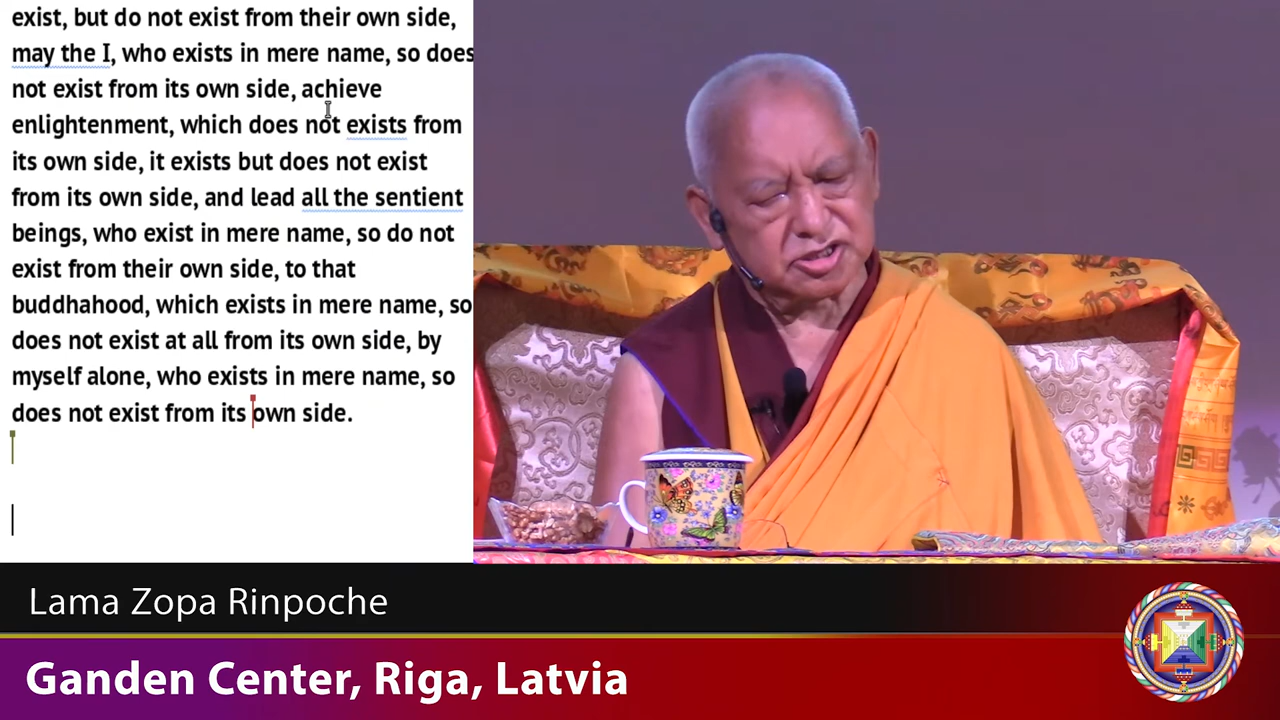 exist, but do not exist from their own side,
may the I, who exists in mere name, so does
not exist from its own side, achieve
enlightenment, which does not exists from
its own side, it exists but does not exist
from its own side, and lead all the sentient
beings, who exist in mere name, so do not
exist from their own side, to that
buddhahood, which exists in mere name, so
does not exist at all from its own side, by
myself alone, who exists in mere name, so
does not exist from its own side.
Lama Zopa Rinpoche
Ganden Center, Riga, Latvia